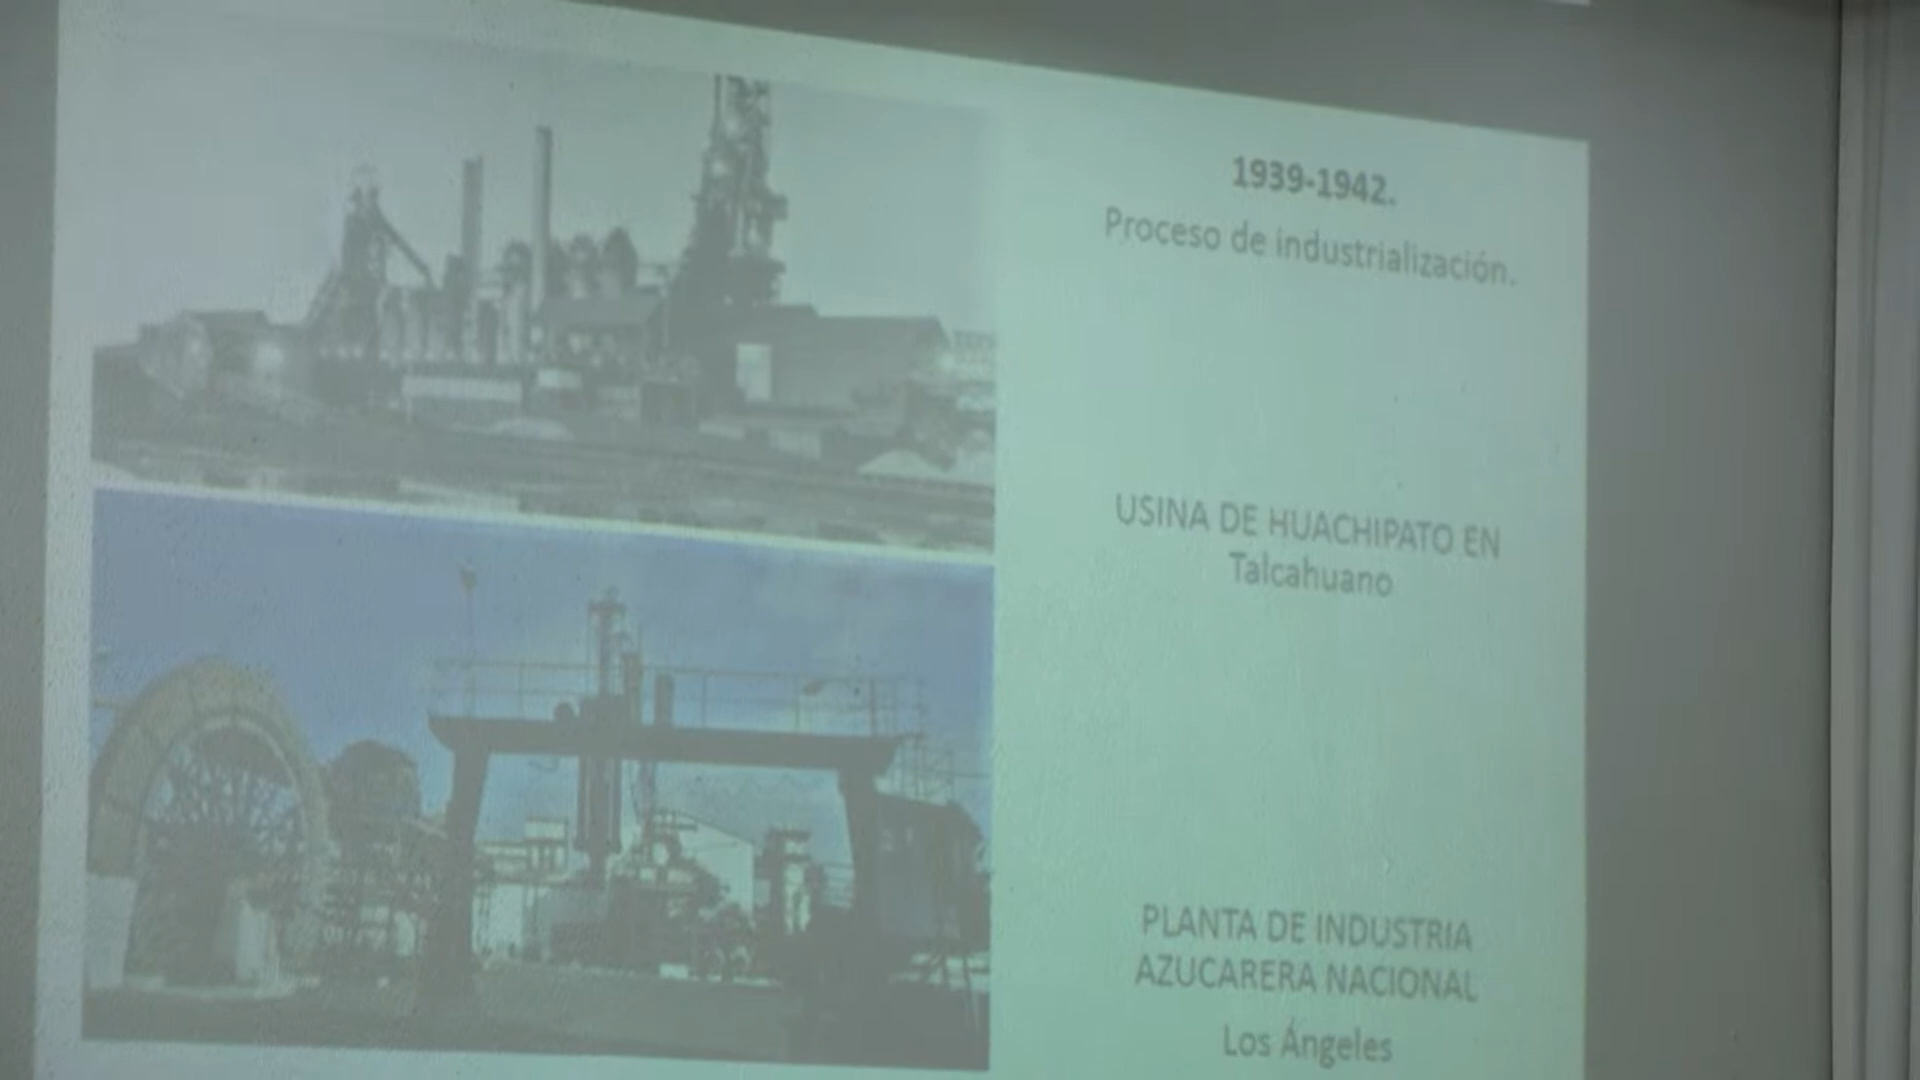 1939-1942.
Proceso de industrialización.
USINA DE HUACHIPATO EN
Talcahuano
PLANTA DE INDUSTRIA
AZUCARERA NACIONAL
Los Ángeles